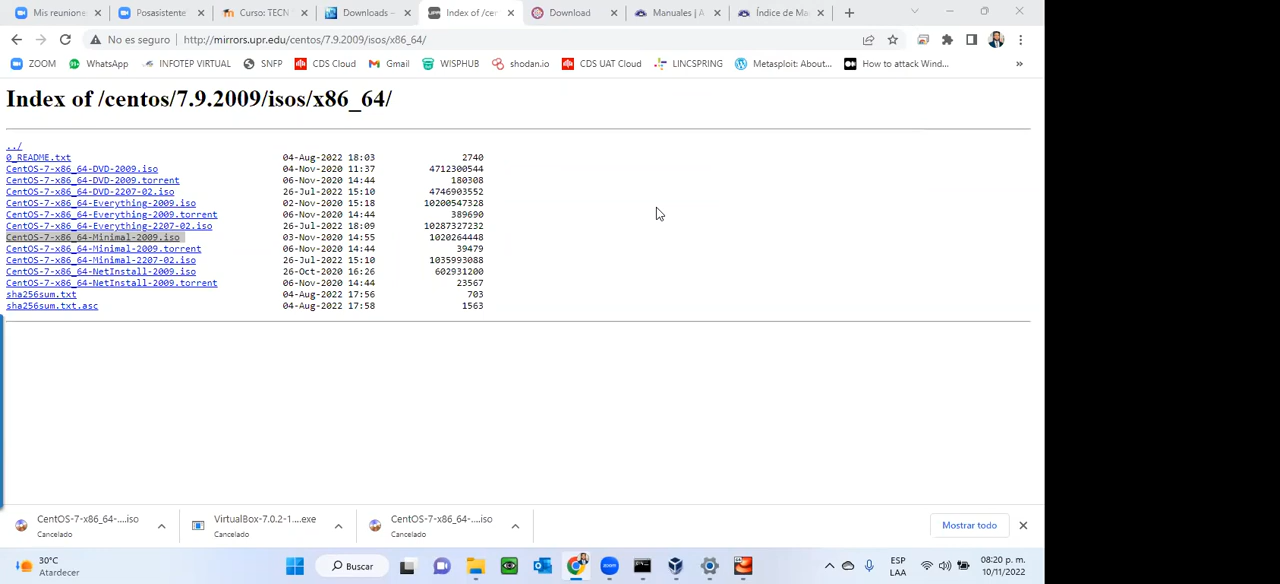 Mis reunione
Posasistente
Curso: TECN
Downloads –
Index of /cer
Download
Manuales | A
Índice de Ma
No es seguro
http://mirrors.upr.edu/centos/7.9.2009/isos/x86_64/
ZOOM
WhatsApp
INFOTEP VIRTUAL
SNFP
CDS Cloud
Gmail
WISPHUB
shodan.io
CDS UAT Cloud
LINCSPRING
Metasploit: About...
How to attack Wind...
»
Index of /centos/7.9.2009/isos/x86_64/
../
0_README.txt 04-Aug-2022 18:03 2740
CentOS-7-x86_64-DVD-2009.iso 04-Nov-2020 11:37 4712300544
CentOS-7-x86_64-DVD-2009.torrent 06-Nov-2020 14:44 180308
CentOS-7-x86_64-DVD-2207-02.iso 26-Jul-2022 15:10 4746903552
CentOS-7-x86_64-Everything-2009.iso 02-Nov-2020 15:18 10200547328
CentOS-7-x86_64-Everything-2009.torrent 06-Nov-2020 14:44 389690
CentOS-7-x86_64-Everything-2207-02.iso 26-Jul-2022 18:09 10287327232
CentOS-7-x86_64-Minimal-2009.iso 03-Nov-2020 14:55 1020264448
CentOS-7-x86_64-Minimal-2009.torrent 06-Nov-2020 14:44 39479
CentOS-7-x86_64-Minimal-2207-02.iso 26-Jul-2022 15:10 1035993088
CentOS-7-x86_64-NetInstall-2009.iso 26-Oct-2020 16:26 602931200
CentOS-7-x86_64-NetInstall-2009.torrent 06-Nov-2020 14:44 23567
sha256sum.txt 04-Aug-2022 17:56 703
sha256sum.txt.asc 04-Aug-2022 17:58 1563
CentOS-7-x86_64-....iso
Cancelado
VirtualBox-7.0.2-1....exe
Cancelado
CentOS-7-x86_64-....iso
Cancelado
Mostrar todo
30°C
Atardecer
Buscar
ESP
LAA
08:20 p. m.
10/11/2022